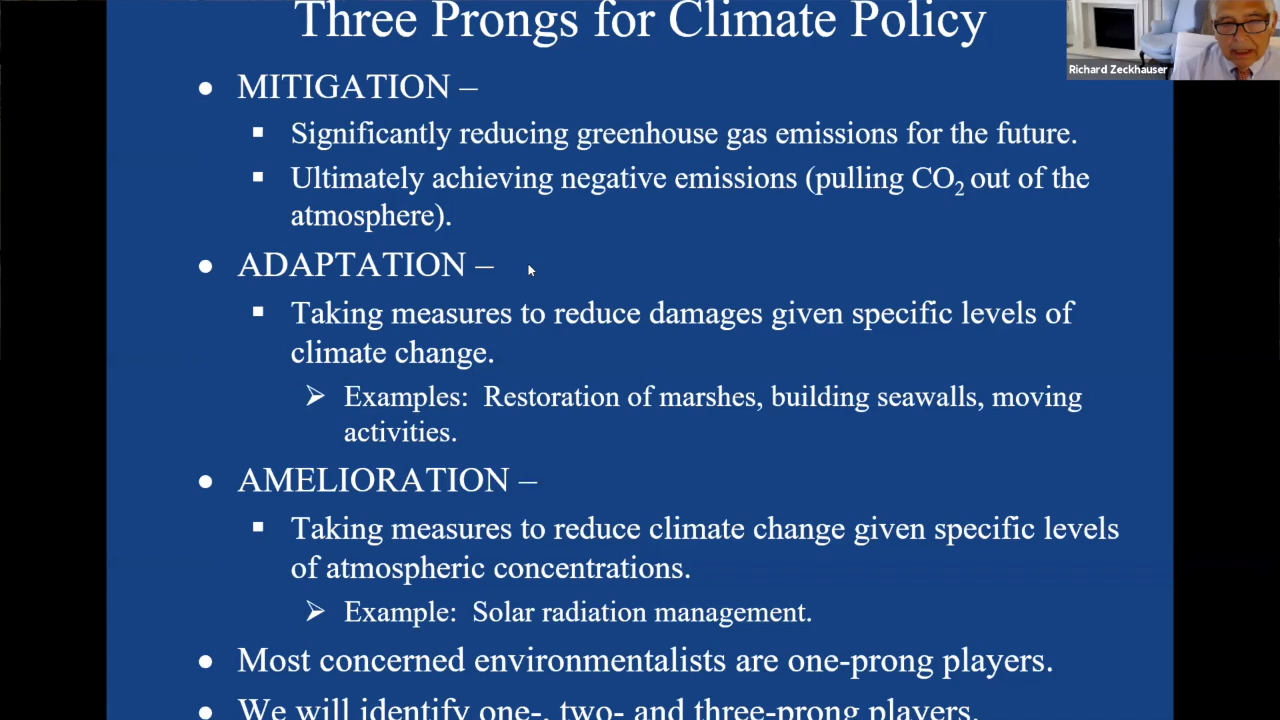 Three Prongs for Climate Policy
Richard Zeckhauser
• MITIGATION –
▪ Significantly reducing greenhouse gas emissions for the future.
▪ Ultimately achieving negative emissions (pulling CO₂ out of the
atmosphere).
• ADAPTATION –
▪ Taking measures to reduce damages given specific levels of
climate change.
➢ Examples: Restoration of marshes, building seawalls, moving
activities.
• AMELIORATION –
▪ Taking measures to reduce climate change given specific levels
of atmospheric concentrations.
➢ Example: Solar radiation management.
• Most concerned environmentalists are one-prong players.
• We will identify one-, two- and three-prong players.